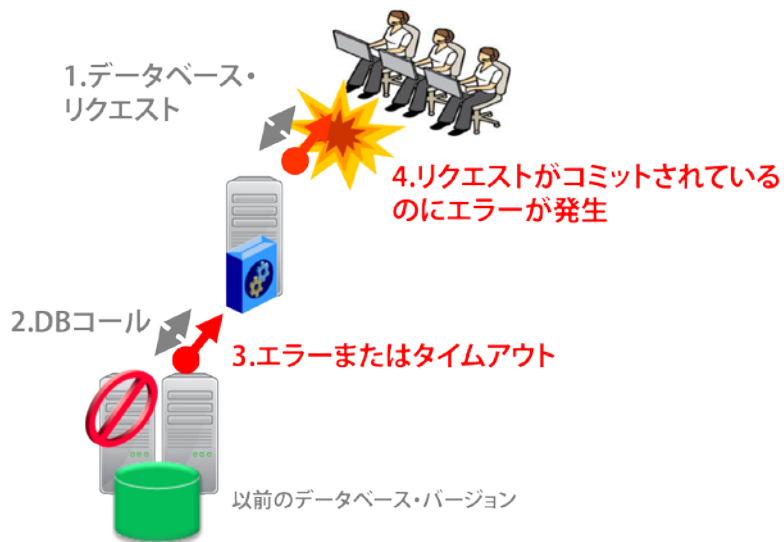 1.データベース・
リクエスト
4.リクエストがコミットされている
のにエラーが発生
2.DBコール
3.エラーまたはタイムアウト
以前のデータベース・バージョン